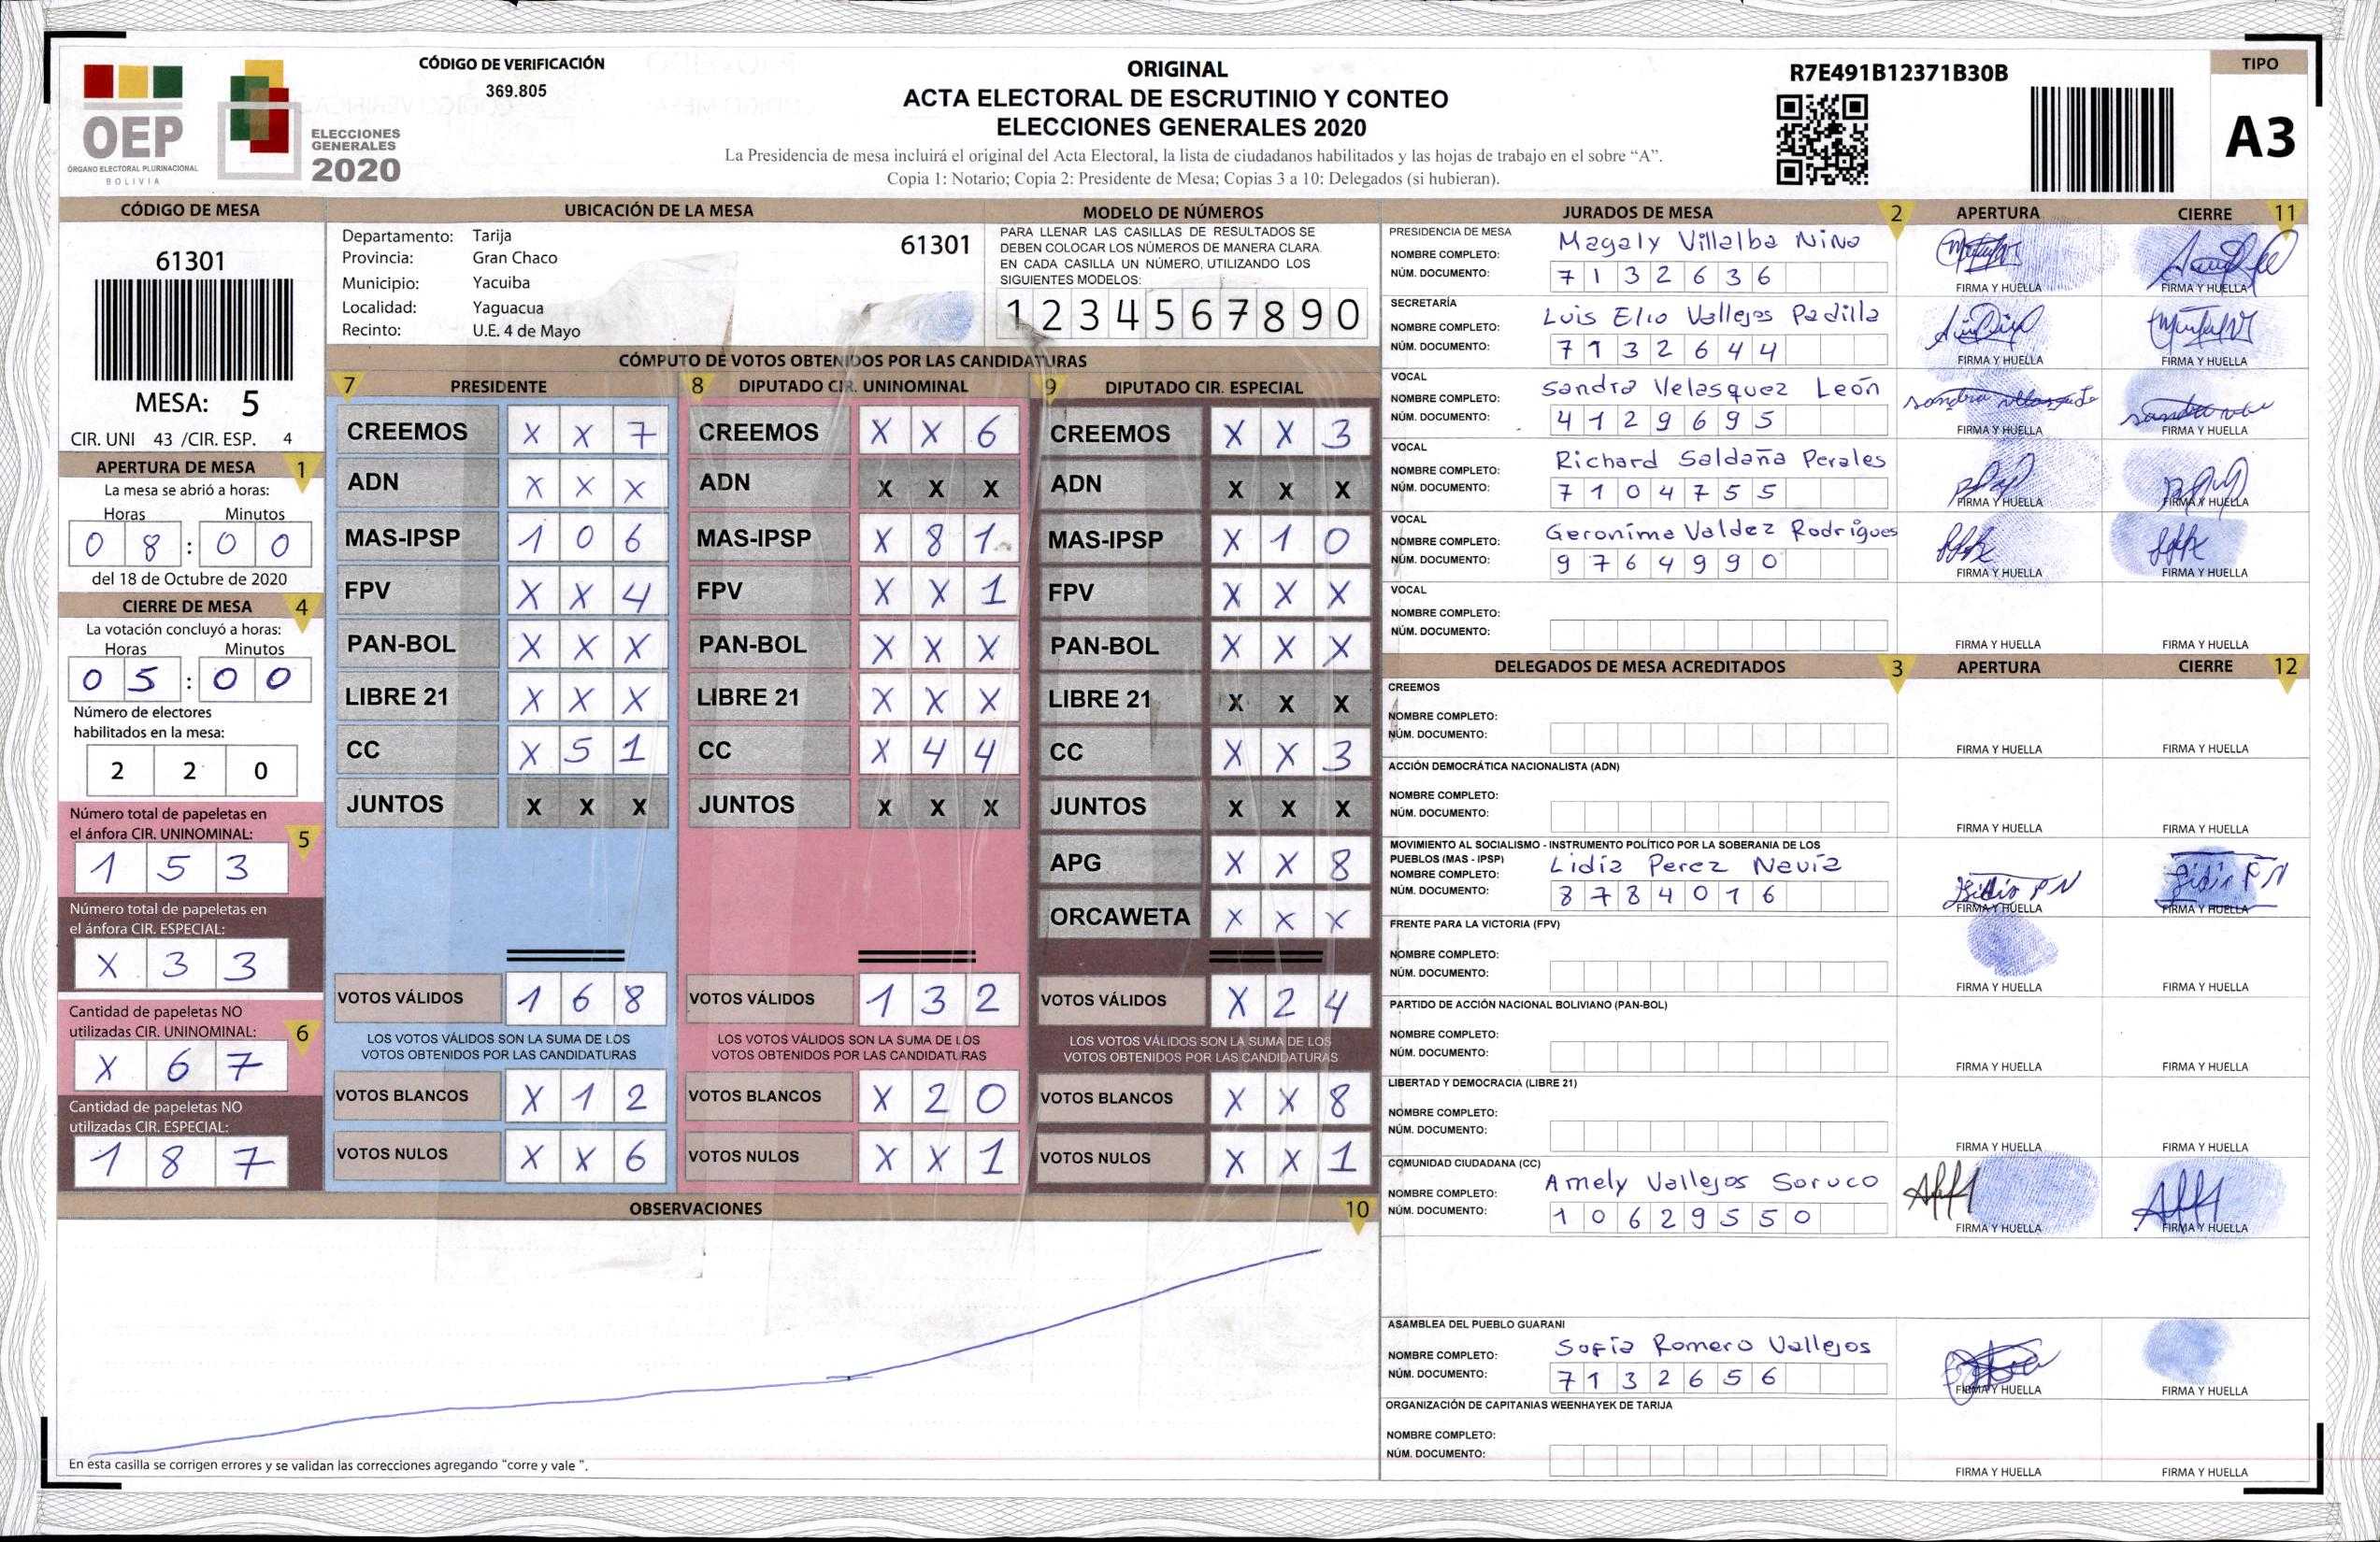 CÓDIGO DE VERIFICACIÓN
369.805
OEP
ÓRGANO ELECTORAL PLURINACIONAL
BOLIVIA
ELECCIONES
GENERALES
2020
ORIGINAL
ACTA ELECTORAL DE ESCRUTINIO Y CONTEO
ELECCIONES GENERALES 2020
La Presidencia de mesa incluirá el original del Acta Electoral, la lista de ciudadanos habilitados y las hojas de trabajo en el sobre “A”.
Copia 1: Notario; Copia 2: Presidente de Mesa; Copias 3 a 10: Delegados (si hubieran).
R7E491B12371B30B
TIPO
A3
CÓDIGO DE MESA
61301
MESA: 5
CIR. UNI 43 /CIR. ESP. 4
APERTURA DE MESA 1
La mesa se abrió a horas:
Horas Minutos
0 8 : 0 0
del 18 de Octubre de 2020
CIERRE DE MESA 4
La votación concluyó a horas:
Horas Minutos
0 5 : 0 0
Número de electores
habilitados en la mesa:
2 2 0
Número total de papeletas en
el ánfora CIR. UNINOMINAL: 5
1 5 3
Número total de papeletas en
el ánfora CIR. ESPECIAL:
X 3 3
Cantidad de papeletas NO
utilizadas CIR. UNINOMINAL: 6
X 6 7
Cantidad de papeletas NO
utilizadas CIR. ESPECIAL:
1 8 7
UBICACIÓN DE LA MESA
Departamento: Tarija 61301
Provincia: Gran Chaco
Municipio: Yacuiba
Localidad: Yaguacua
Recinto: U.E. 4 de Mayo
MODELO DE NÚMEROS
PARA LLENAR LAS CASILLAS DE RESULTADOS SE
DEBEN COLOCAR LOS NÚMEROS DE MANERA CLARA.
EN CADA CASILLA UN NÚMERO, UTILIZANDO LOS
SIGUIENTES MODELOS:
1 2 3 4 5 6 7 8 9 0
CÓMPUTO DE VOTOS OBTENIDOS POR LAS CANDIDATURAS
7 PRESIDENTE
CREEMOS X X 7
ADN X X X
MAS-IPSP 1 0 6
FPV X X 4
PAN-BOL X X X
LIBRE 21 X X X
CC X 5 1
JUNTOS X X X
VOTOS VÁLIDOS 1 6 8
LOS VOTOS VÁLIDOS SON LA SUMA DE LOS
VOTOS OBTENIDOS POR LAS CANDIDATURAS
VOTOS BLANCOS X 1 2
VOTOS NULOS X X 6
8 DIPUTADO CIR. UNINOMINAL
CREEMOS X X 6
ADN X X X
MAS-IPSP X 8 1
FPV X X 1
PAN-BOL X X X
LIBRE 21 X X X
CC X 4 4
JUNTOS X X X
VOTOS VÁLIDOS 1 3 2
LOS VOTOS VÁLIDOS SON LA SUMA DE LOS
VOTOS OBTENIDOS POR LAS CANDIDATURAS
VOTOS BLANCOS X 2 0
VOTOS NULOS X X 1
9 DIPUTADO CIR. ESPECIAL
CREEMOS X X 3
ADN X X X
MAS-IPSP X 1 0
FPV X X X
PAN-BOL X X X
LIBRE 21 X X X
CC X X 3
JUNTOS X X X
APG X X 8
ORCAWETA X X X
VOTOS VÁLIDOS X 2 4
LOS VOTOS VÁLIDOS SON LA SUMA DE LOS
VOTOS OBTENIDOS POR LAS CANDIDATURAS
VOTOS BLANCOS X X 8
VOTOS NULOS X X 1
OBSERVACIONES 10
En esta casilla se corrigen errores y se validan las correcciones agregando "corre y vale ".
JURADOS DE MESA 2 APERTURA CIERRE 11
PRESIDENCIA DE MESA
NOMBRE COMPLETO: Magaly Villalba Nino
NÚM. DOCUMENTO: 7 1 3 2 6 3 6
FIRMA Y HUELLA FIRMA Y HUELLA
SECRETARÍA
NOMBRE COMPLETO: Luis Elio Vallejos Padilla
NÚM. DOCUMENTO: 7 1 3 2 6 4 4
FIRMA Y HUELLA FIRMA Y HUELLA
VOCAL
NOMBRE COMPLETO: Sandra Velasquez León
NÚM. DOCUMENTO: 4 1 2 9 6 9 5
FIRMA Y HUELLA FIRMA Y HUELLA
VOCAL
NOMBRE COMPLETO: Richard Saldaña Perales
NÚM. DOCUMENTO: 7 1 0 4 7 5 5
FIRMA Y HUELLA FIRMA Y HUELLA
VOCAL
NOMBRE COMPLETO: Geronima Valdez Rodrigues
NÚM. DOCUMENTO: 9 7 6 4 9 9 0
FIRMA Y HUELLA FIRMA Y HUELLA
VOCAL
NOMBRE COMPLETO:
NÚM. DOCUMENTO:
FIRMA Y HUELLA FIRMA Y HUELLA
DELEGADOS DE MESA ACREDITADOS 3 APERTURA CIERRE 12
CREEMOS
NOMBRE COMPLETO:
NÚM. DOCUMENTO:
FIRMA Y HUELLA FIRMA Y HUELLA
ACCIÓN DEMOCRÁTICA NACIONALISTA (ADN)
NOMBRE COMPLETO:
NÚM. DOCUMENTO:
FIRMA Y HUELLA FIRMA Y HUELLA
MOVIMIENTO AL SOCIALISMO - INSTRUMENTO POLÍTICO POR LA SOBERANIA DE LOS
PUEBLOS (MAS - IPSP)
NOMBRE COMPLETO: Lidia Perez Navia
NÚM. DOCUMENTO: 8 7 8 4 0 1 6
FIRMA Y HUELLA FIRMA Y HUELLA
FRENTE PARA LA VICTORIA (FPV)
NOMBRE COMPLETO:
NÚM. DOCUMENTO:
FIRMA Y HUELLA FIRMA Y HUELLA
PARTIDO DE ACCIÓN NACIONAL BOLIVIANO (PAN-BOL)
NOMBRE COMPLETO:
NÚM. DOCUMENTO:
FIRMA Y HUELLA FIRMA Y HUELLA
LIBERTAD Y DEMOCRACIA (LIBRE 21)
NOMBRE COMPLETO:
NÚM. DOCUMENTO:
FIRMA Y HUELLA FIRMA Y HUELLA
COMUNIDAD CIUDADANA (CC)
NOMBRE COMPLETO: Amely Vallejos Soruco
NÚM. DOCUMENTO: 1 0 6 2 9 5 5 0
FIRMA Y HUELLA FIRMA Y HUELLA
ASAMBLEA DEL PUEBLO GUARANI
NOMBRE COMPLETO: Sofía Romero Vallejos
NÚM. DOCUMENTO: 7 1 3 2 6 5 6
FIRMA Y HUELLA FIRMA Y HUELLA
ORGANIZACIÓN DE CAPITANIAS WEENHAYEK DE TARIJA
NOMBRE COMPLETO:
NÚM. DOCUMENTO:
FIRMA Y HUELLA FIRMA Y HUELLA